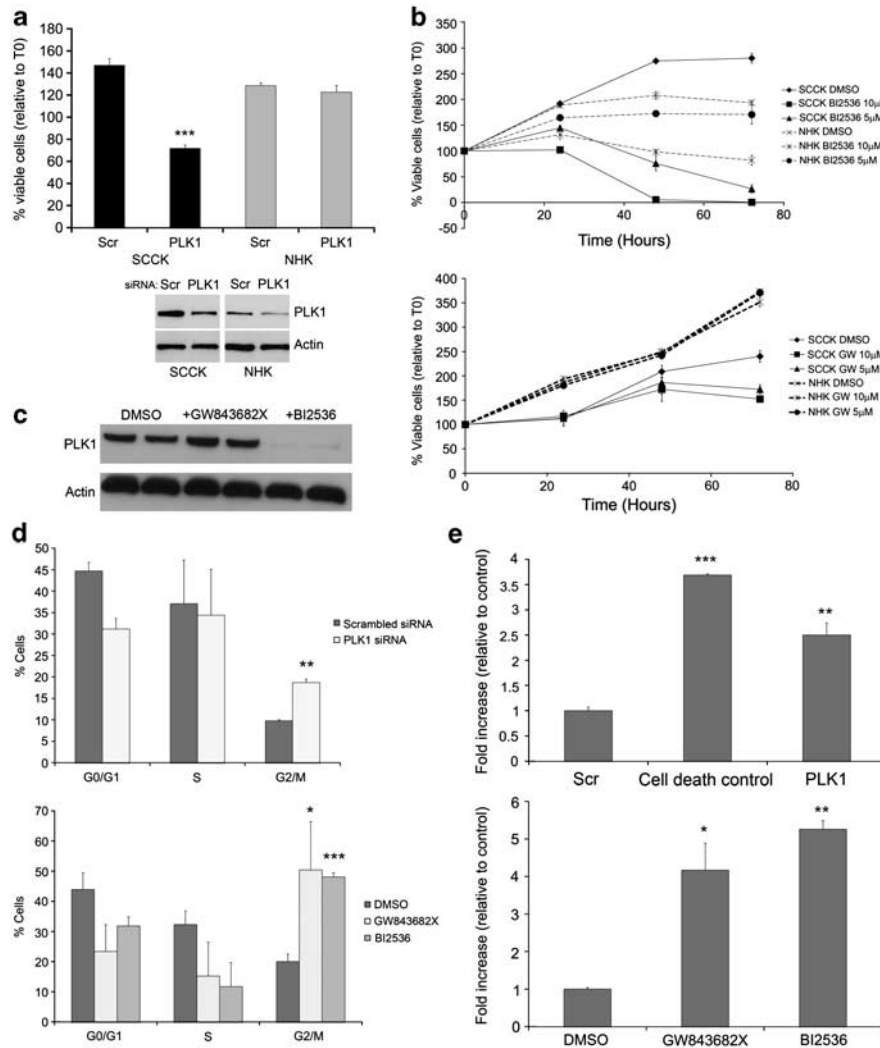 a
% viable cells (relative to T0)
160
140
120
100
80
60
40
20
0
***
Scr PLK1 Scr PLK1
SCCK NHK
siRNA: Scr PLK1 Scr PLK1
PLK1
Actin
SCCK NHK
b
% Viable cells (relative to T0)
300
250
200
150
100
50
0
-50
0 20 40 60 80
Time (Hours)
SCCK DMSO
SCCK BI2536 10μM
SCCK BI2536 5μM
NHK DMSO
NHK BI2536 10μM
NHK BI2536 5μM
% Viable cells (relative to T0)
400
350
300
250
200
150
100
50
0
0 20 40 60 80
Time (Hours)
SCCK DMSO
SCCK GW 10μM
SCCK GW 5μM
NHK DMSO
NHK GW 10μM
NHK GW 5μM
c
DMSO +GW843682X +BI2536
PLK1
Actin
d
% Cells
50
45
40
35
30
25
20
15
10
5
0
**
G0/G1 S G2/M
Scrambled siRNA
PLK1 siRNA
% Cells
70
60
50
40
30
20
10
0
*
***
G0/G1 S G2/M
DMSO
GW843682X
BI2536
e
Fold increase (relative to control)
4
3.5
3
2.5
2
1.5
1
0.5
0
***
**
Scr Cell death control PLK1
Fold increase (relative to control)
6
5
4
3
2
1
0
*
**
DMSO GW843682X BI2536